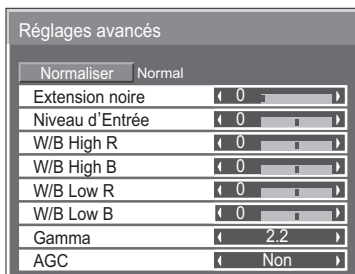 Réglages avancés
Normaliser Normal
Extension noire 0
Niveau d’Entrée 0
W/B High R 0
W/B High B 0
W/B Low R 0
W/B Low B 0
Gamma 2.2
AGC Non